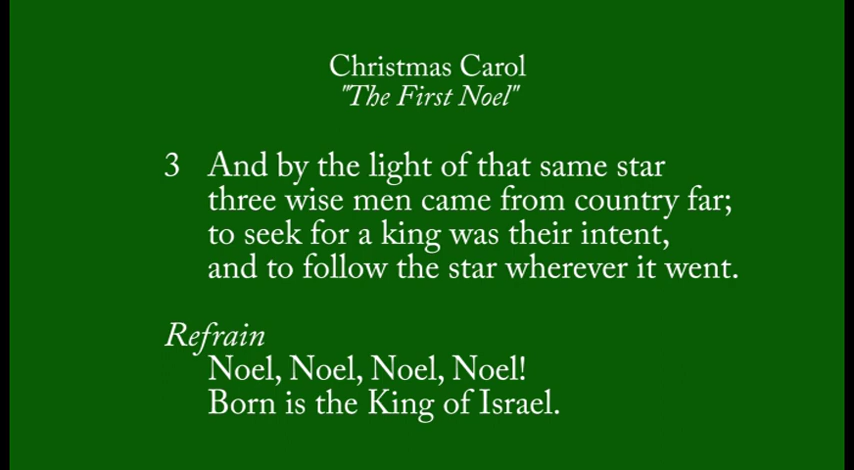 Christmas Carol
"The First Noel"
3 And by the light of that same star
three wise men came from country far;
to seek for a king was their intent,
and to follow the star wherever it went.
Refrain
Noel, Noel, Noel, Noel!
Born is the King of Israel.